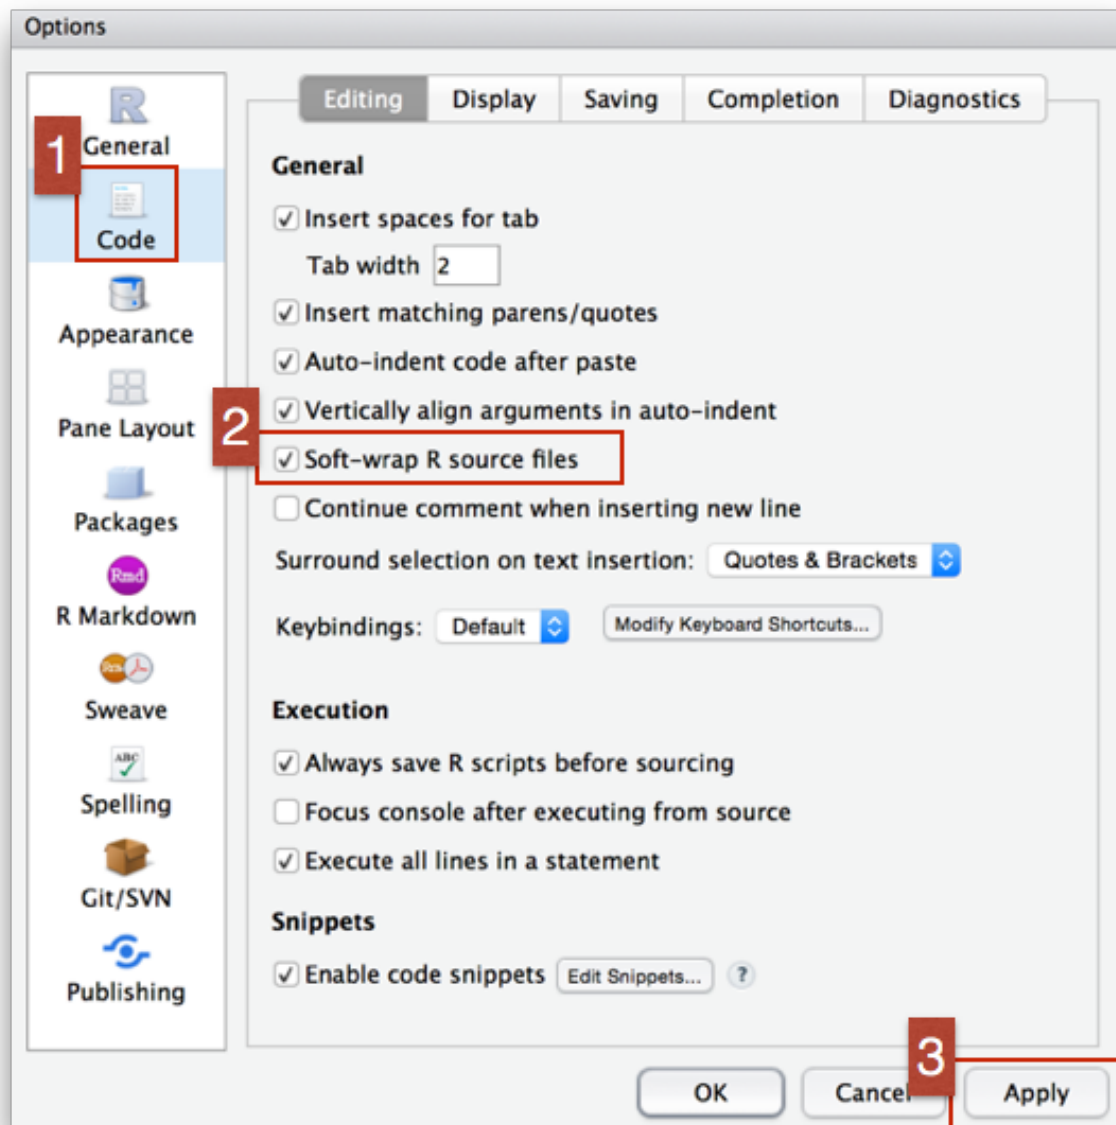 Options
R
General
1
Code
Appearance
Pane Layout
Packages
Rmd
R Markdown
Sweave
ABC
Spelling
Git/SVN
Publishing
Editing Display Saving Completion Diagnostics
General
Insert spaces for tab
Tab width 2
Insert matching parens/quotes
Auto-indent code after paste
Vertically align arguments in auto-indent
2
Soft-wrap R source files
Continue comment when inserting new line
Surround selection on text insertion: Quotes & Brackets
Keybindings: Default Modify Keyboard Shortcuts...
Execution
Always save R scripts before sourcing
Focus console after executing from source
Execute all lines in a statement
Snippets
Enable code snippets Edit Snippets... ?
3
OK Cancel Apply